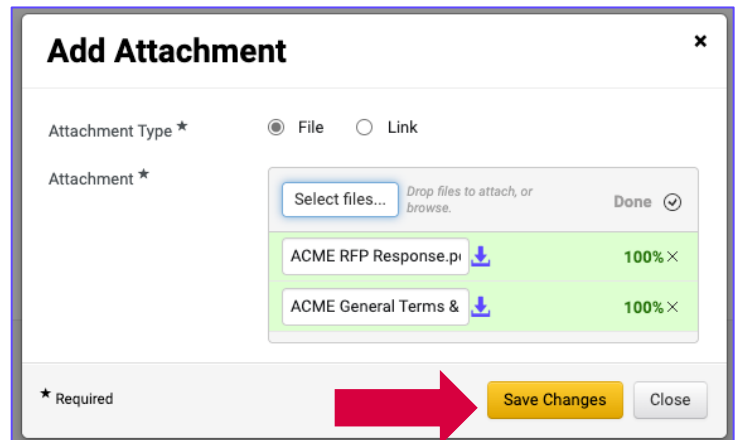 Add Attachment ×
Attachment Type ★ File Link
Attachment ★
Select files... Drop files to attach, or
browse. Done
ACME RFP Response.p 100% ×
ACME General Terms & 100% ×
★ Required Save Changes Close